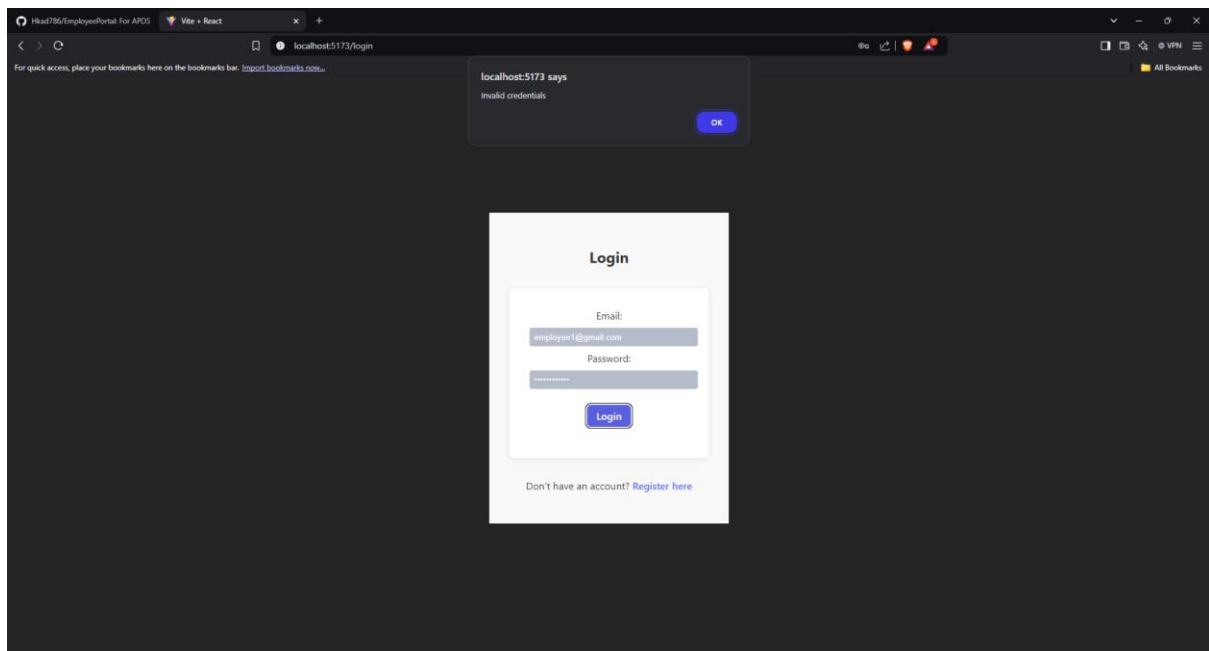 Hkad786/EmployeePortal: For APDS
Vite + React
localhost:5173/login
VPN
For quick access, place your bookmarks here on the bookmarks bar. Import bookmarks now...
All Bookmarks
localhost:5173 says
Invalid credentials
OK
Login
Email:
employee1@gmail.com
Password:
Login
Don't have an account? Register here